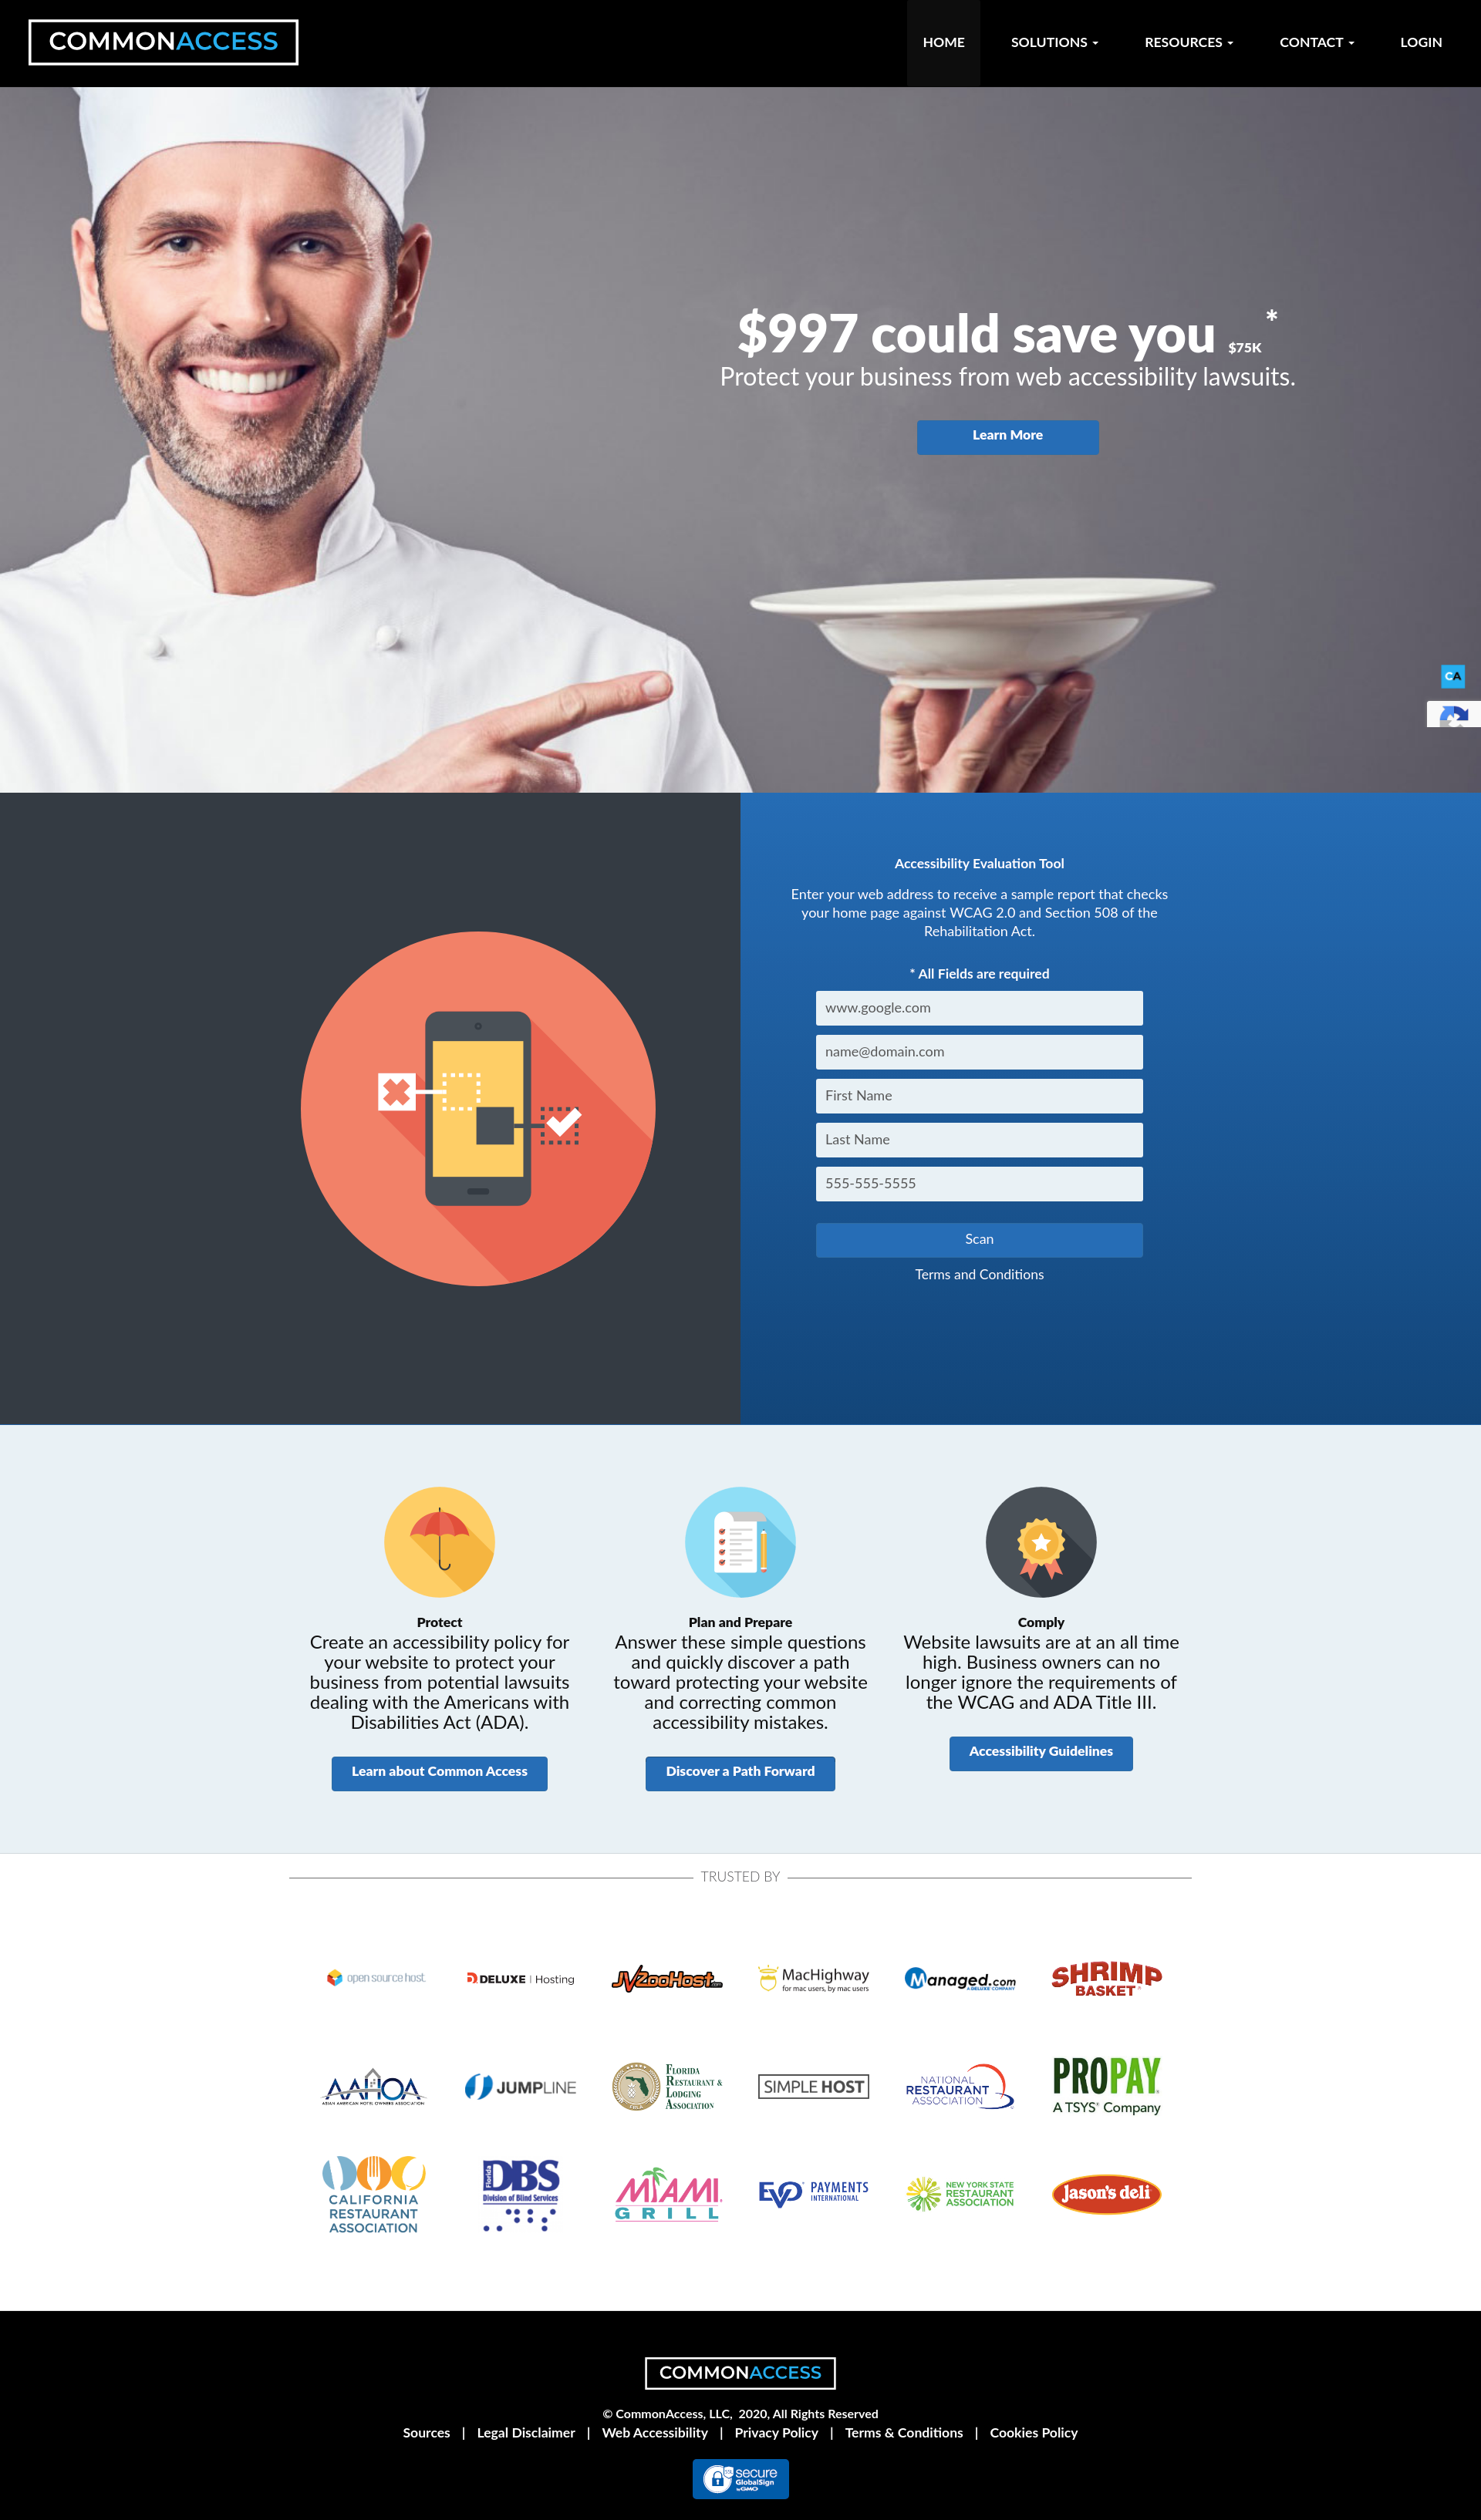 COMMONACCESS
HOME
SOLUTIONS
RESOURCES
CONTACT
LOGIN
$997 could save you $75K*
Protect your business from web accessibility lawsuits.
Learn More
CA
Accessibility Evaluation Tool
Enter your web address to receive a sample report that checks
your home page against WCAG 2.0 and Section 508 of the
Rehabilitation Act.
* All Fields are required
www.google.com
name@domain.com
First Name
Last Name
555-555-5555
Scan
Terms and Conditions
Protect
Create an accessibility policy for
your website to protect your
business from potential lawsuits
dealing with the Americans with
Disabilities Act (ADA).
Learn about Common Access
Plan and Prepare
Answer these simple questions
and quickly discover a path
toward protecting your website
and correcting common
accessibility mistakes.
Discover a Path Forward
Comply
Website lawsuits are at an all time
high. Business owners can no
longer ignore the requirements of
the WCAG and ADA Title III.
Accessibility Guidelines
TRUSTED BY
open source host
DELUXE | Hosting
JVZooHost.com
MacHighway
for mac users, by mac users
Managed.com
A DELUXE COMPANY
SHRIMP
BASKET
AAHOA
ASIAN AMERICAN HOTEL OWNERS ASSOCIATION
JUMPLINE
FLORIDA
RESTAURANT &
LODGING
ASSOCIATION
SIMPLE HOST
NATIONAL
RESTAURANT
ASSOCIATION
PROPAY
A TSYS® Company
CALIFORNIA
RESTAURANT
ASSOCIATION
Florida
DBS
Division of Blind Services
MIAMI
GRILL
EVO PAYMENTS
INTERNATIONAL
NEW YORK STATE
RESTAURANT
ASSOCIATION
Jason's deli
COMMONACCESS
© CommonAccess, LLC, 2020, All Rights Reserved
Sources | Legal Disclaimer | Web Accessibility | Privacy Policy | Terms & Conditions | Cookies Policy
secure
GlobalSign
by GMO